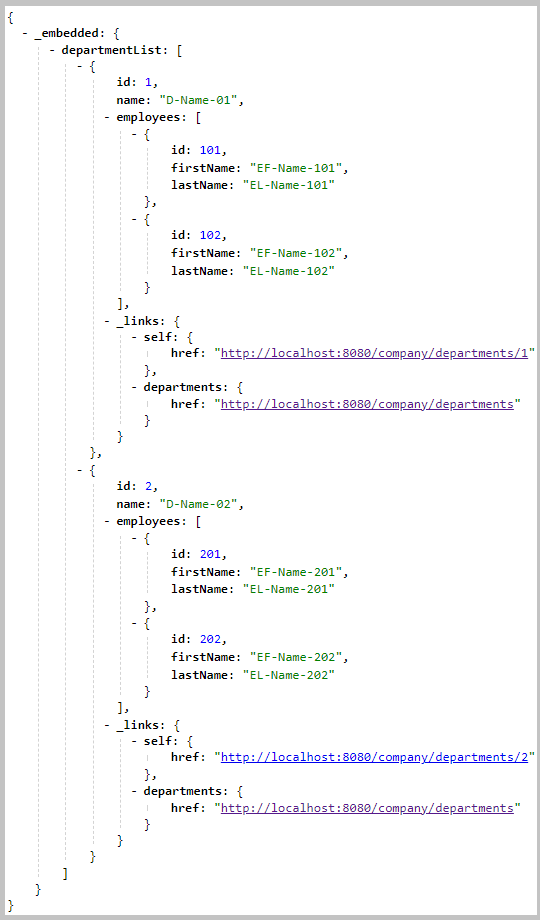 {
- _embedded: {
- departmentList: [
- {
id: 1,
name: "D-Name-01",
- employees: [
- {
id: 101,
firstName: "EF-Name-101",
lastName: "EL-Name-101"
},
- {
id: 102,
firstName: "EF-Name-102",
lastName: "EL-Name-102"
}
],
- _links: {
- self: {
href: "http://localhost:8080/company/departments/1"
},
- departments: {
href: "http://localhost:8080/company/departments"
}
}
},
- {
id: 2,
name: "D-Name-02",
- employees: [
- {
id: 201,
firstName: "EF-Name-201",
lastName: "EL-Name-201"
},
- {
id: 202,
firstName: "EF-Name-202",
lastName: "EL-Name-202"
}
],
- _links: {
- self: {
href: "http://localhost:8080/company/departments/2"
},
- departments: {
href: "http://localhost:8080/company/departments"
}
}
}
]
}
}